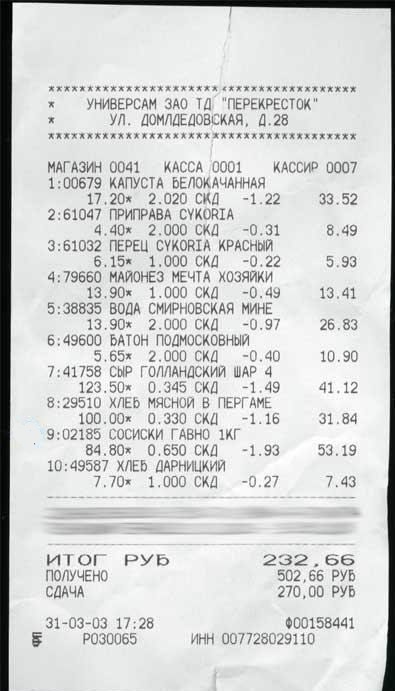 ****************************************
* УНИВЕРСАМ ЗАО ТД "ПЕРЕКРЕСТОК"
* УЛ. ДОМЛДЕДОВСКАЯ, Д.28
****************************************
МАГАЗИН 0041 КАССА 0001 КАССИР 0007
1:00679 КАПУСТА БЕЛОКАЧАННАЯ
17.20* 2.020 СКД -1.22 33.52
2:61047 ПРИПРАВА CYKORIA
4.40* 2.000 СКД -0.31 8.49
3:61032 ПЕРЕЦ CYKORIA КРАСНЫЙ
6.15* 1.000 СКД -0.22 5.93
4:79660 МАЙОНЕЗ МЕЧТА ХОЗЯЙКИ
13.90* 1.000 СКД -0.49 13.41
5:38835 ВОДА СМИРНОВСКАЯ МИНЕ
13.90* 2.000 СКД -0.97 26.83
6:49600 БАТОН ПОДМОСКОВНЫЙ
5.65* 2.000 СКД -0.40 10.90
7:41758 СЫР ГОЛЛАНДСКИЙ ШАР 4
123.50* 0.345 СКД -1.49 41.12
8:29510 ХЛЕБ МЯСНОЙ В ПЕРГАМЕ
100.00* 0.330 СКД -1.16 31.84
9:02185 СОСИСКИ ГАВНО 1КГ
84.80* 0.650 СКД -1.93 53.19
10:49587 ХЛЕБ ДАРНИЦКИЙ
7.70* 1.000 СКД -0.27 7.43
ИТОГ РУБ 232,66
ПОЛУЧЕНО 502,66 РУБ
СДАЧА 270,00 РУБ
31-03-03 17:28 Ф00158441
Р030065 ИНН 007728029110